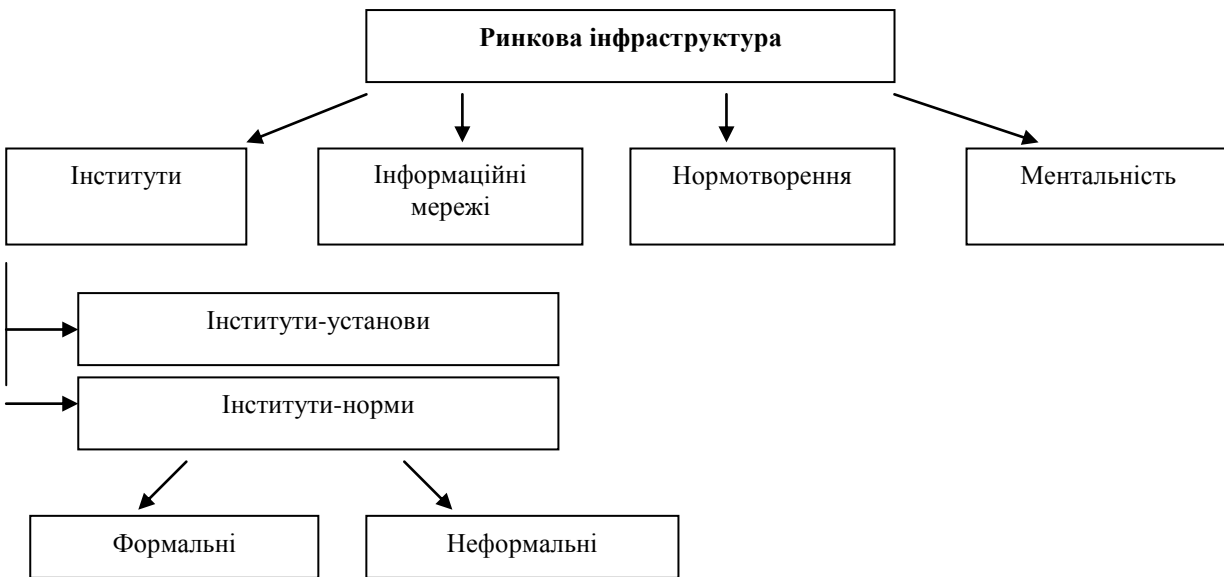 Ринкова інфраструктура
Інститути
Інформаційні
мережі
Нормотворення
Ментальність
Інститути-установи
Інститути-норми
Формальні
Неформальні